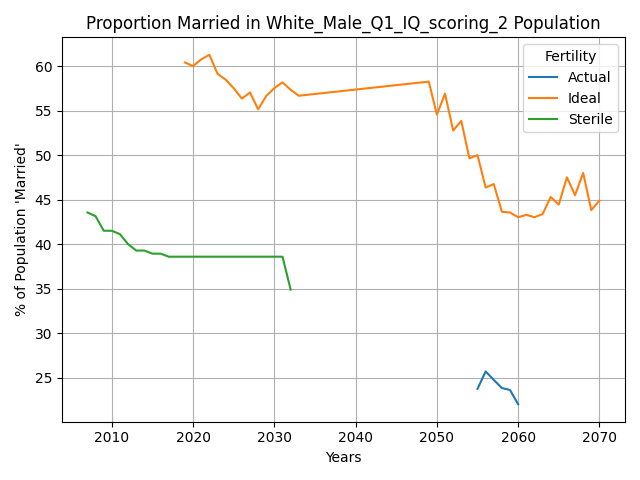 Proportion Married in White_Male_Q1_IQ_scoring_2 Population
Fertility
Actual
Ideal
Sterile
% of Population 'Married'
60
55
50
45
40
35
30
25
2010 2020 2030 2040 2050 2060 2070
Years